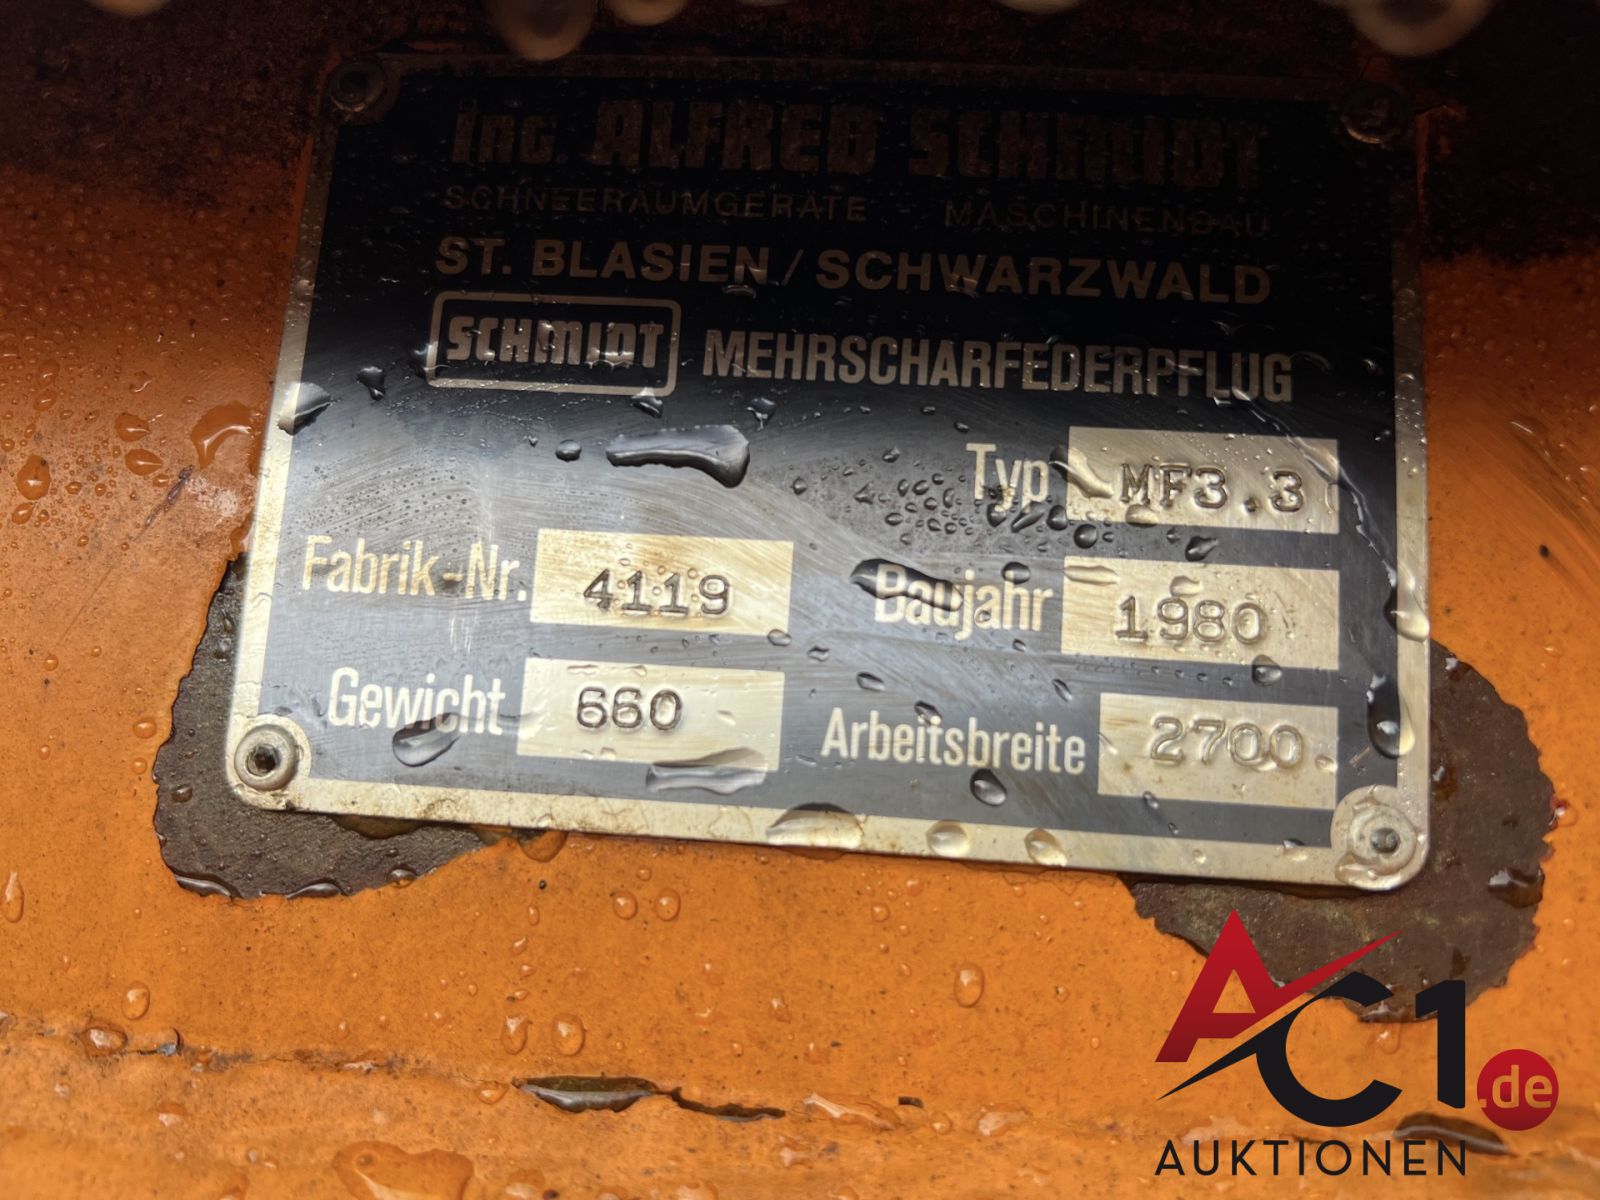 Ing. ALFRED SCHMIDT
SCHNEERÄUMGERÄTE - MASCHINENBAU
ST. BLASIEN / SCHWARZWALD
SCHMIDT MEHRSCHARFEDERPFLUG
Typ MF3.3
Fabrik-Nr. 4119 Baujahr 1980
Gewicht 660 Arbeitsbreite 2700
AC1.de
AUKTIONEN